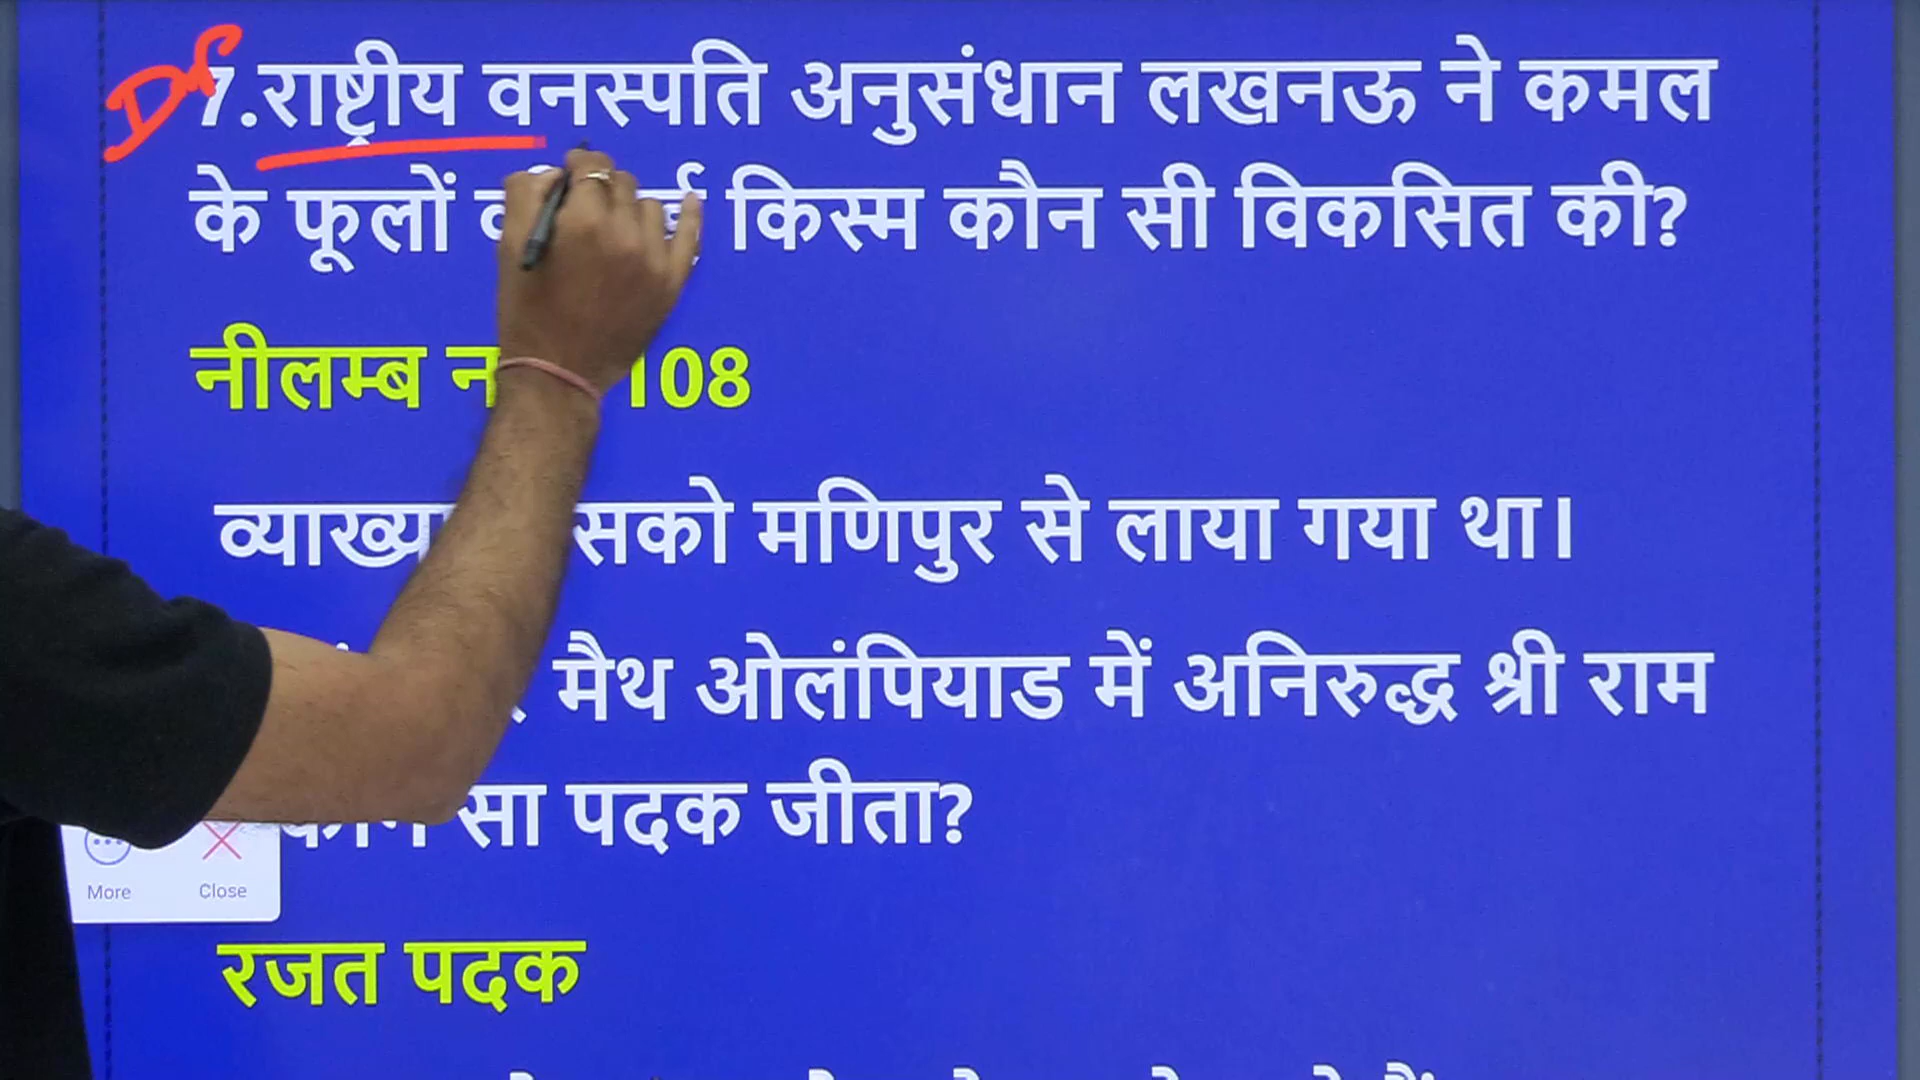 Df
7.राष्ट्रीय वनस्पति अनुसंधान लखनऊ ने कमल
के फूलों किस्म कौन सी विकसित की?
नीलम्ब 108
सको मणिपुर से लाया गया था।
मैथ ओलंपियाड में अनिरुद्ध श्री राम
सा पदक जीता?
More Close
रजत पदक